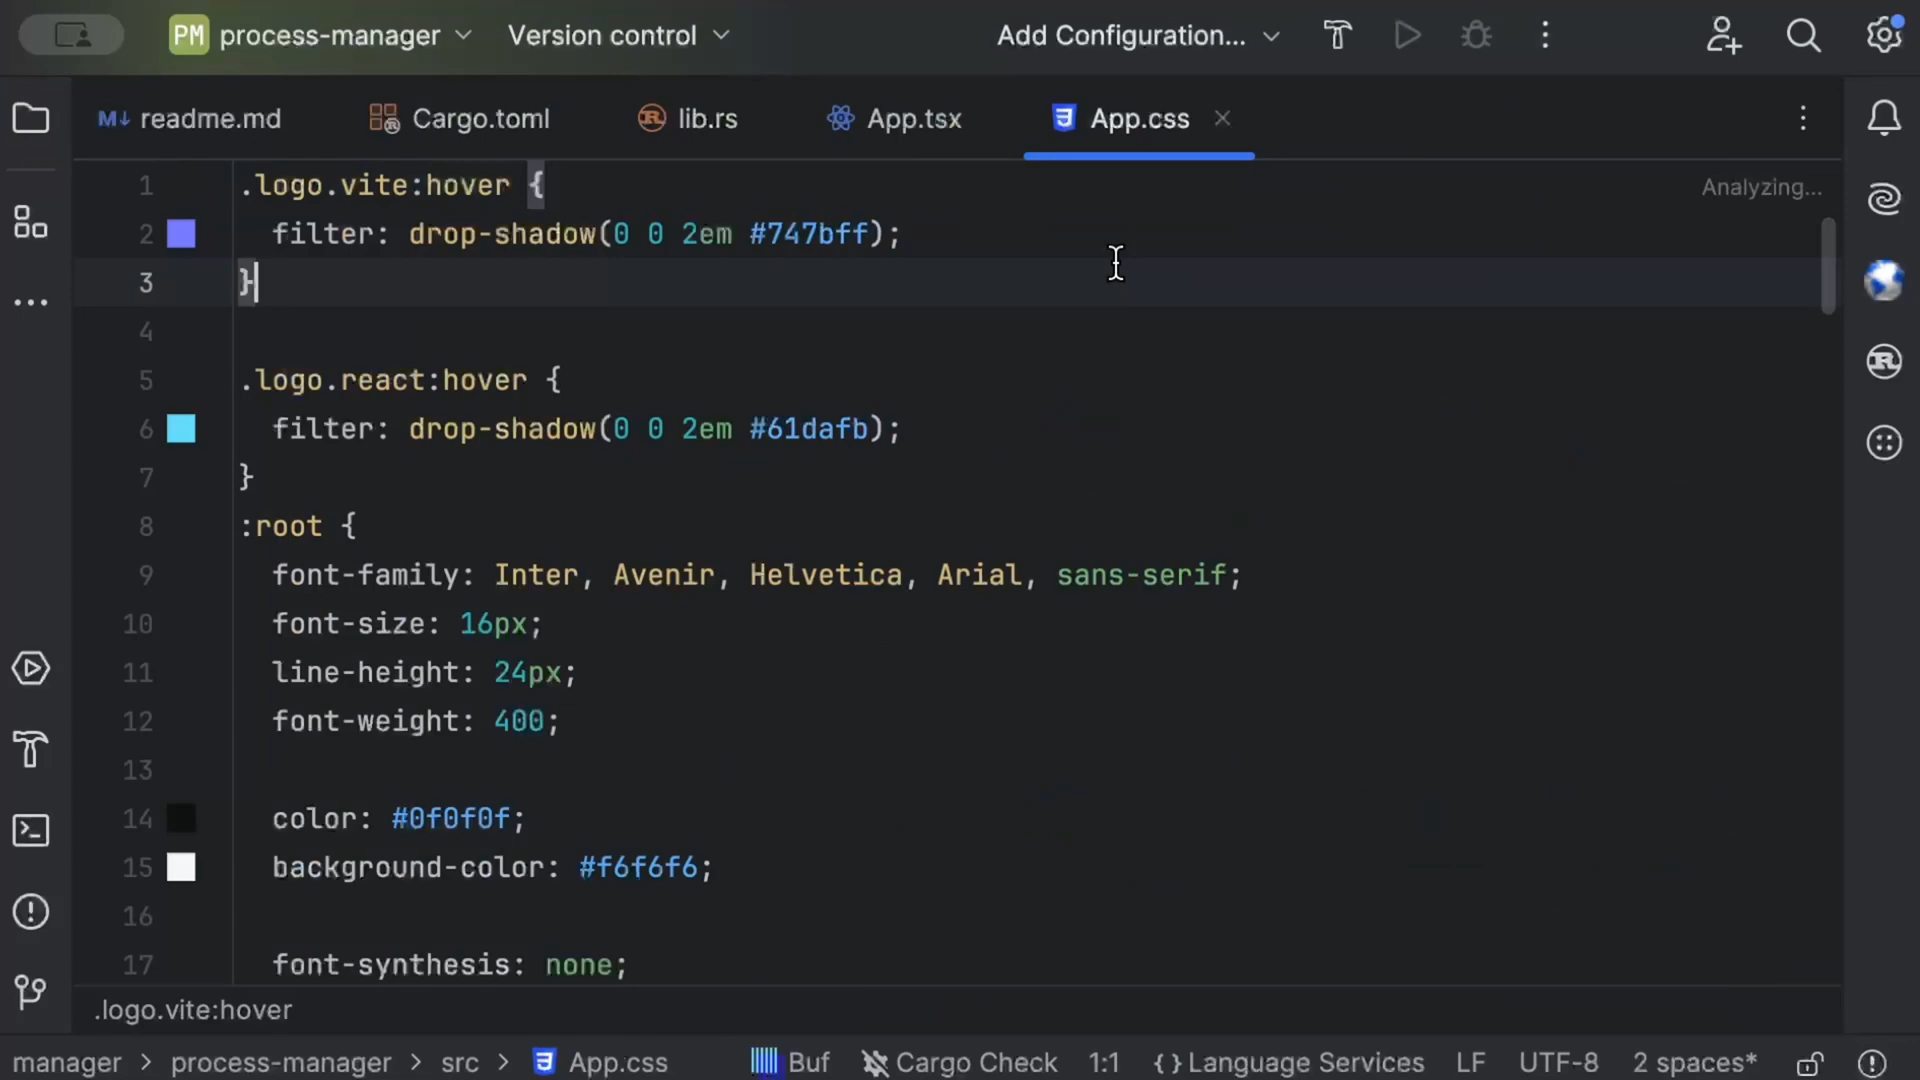 PM process-manager Version control Add Configuration...
M↓ readme.md Cargo.toml lib.rs App.tsx App.css
Analyzing...
1 .logo.vite:hover {
2 filter: drop-shadow(0 0 2em #747bff);
3 }
4
5 .logo.react:hover {
6 filter: drop-shadow(0 0 2em #61dafb);
7 }
8 :root {
9 font-family: Inter, Avenir, Helvetica, Arial, sans-serif;
10 font-size: 16px;
11 line-height: 24px;
12 font-weight: 400;
13
14 color: #0f0f0f;
15 background-color: #f6f6f6;
16
17 font-synthesis: none;
.logo.vite:hover
manager > process-manager > src > App.css Buf Cargo Check 1:1 {} Language Services LF UTF-8 2 spaces*